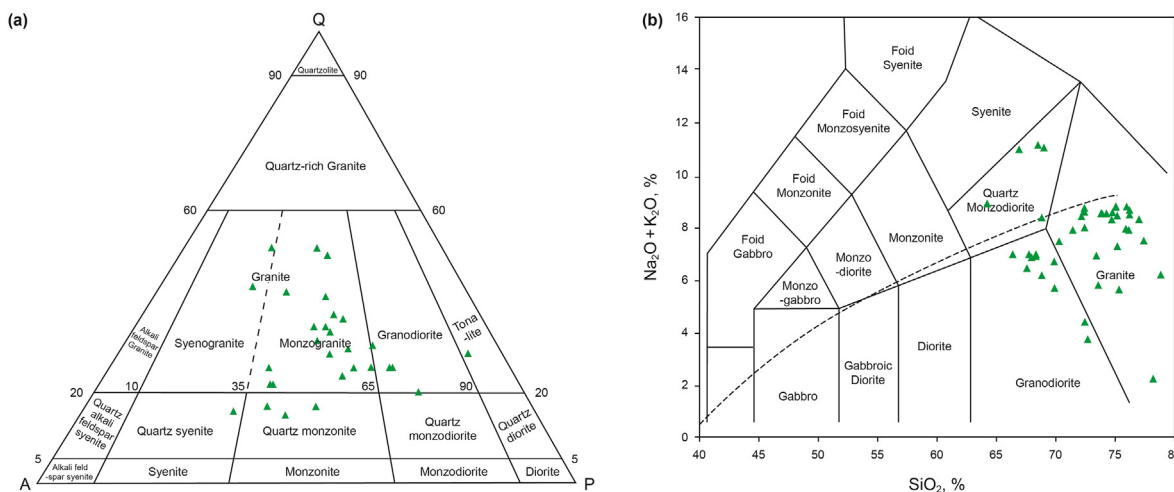 (a)
Q
90
Quartzolite
90
Quartz-rich Granite
60
60
Granite
Alkali
feldspar
Granite
Syenogranite
Monzogranite
Granodiorite
Tona
-lite
20
10
35
65
90
20
Quartz
alkali
feldspar
syenite
Quartz syenite
Quartz monzonite
Quartz
monzodiorite
Quartz
diorite
5
5
Alkali feld
-spar syenite
Syenite
Monzonite
Monzodiorite
Diorite
A
P
(b)
Na₂O + K₂O, %
16
14
12
10
8
6
4
2
0
Foid
Syenite
Foid
Monzosyenite
Syenite
Foid
Monzonite
Quartz
Monzodiorite
Foid
Gabbro
Monzonite
Monzo
-diorite
Monzo
-gabbro
Granite
Gabbro
Gabbroic
Diorite
Diorite
Granodiorite
40
45
50
55
60
65
70
75
SiO₂, %